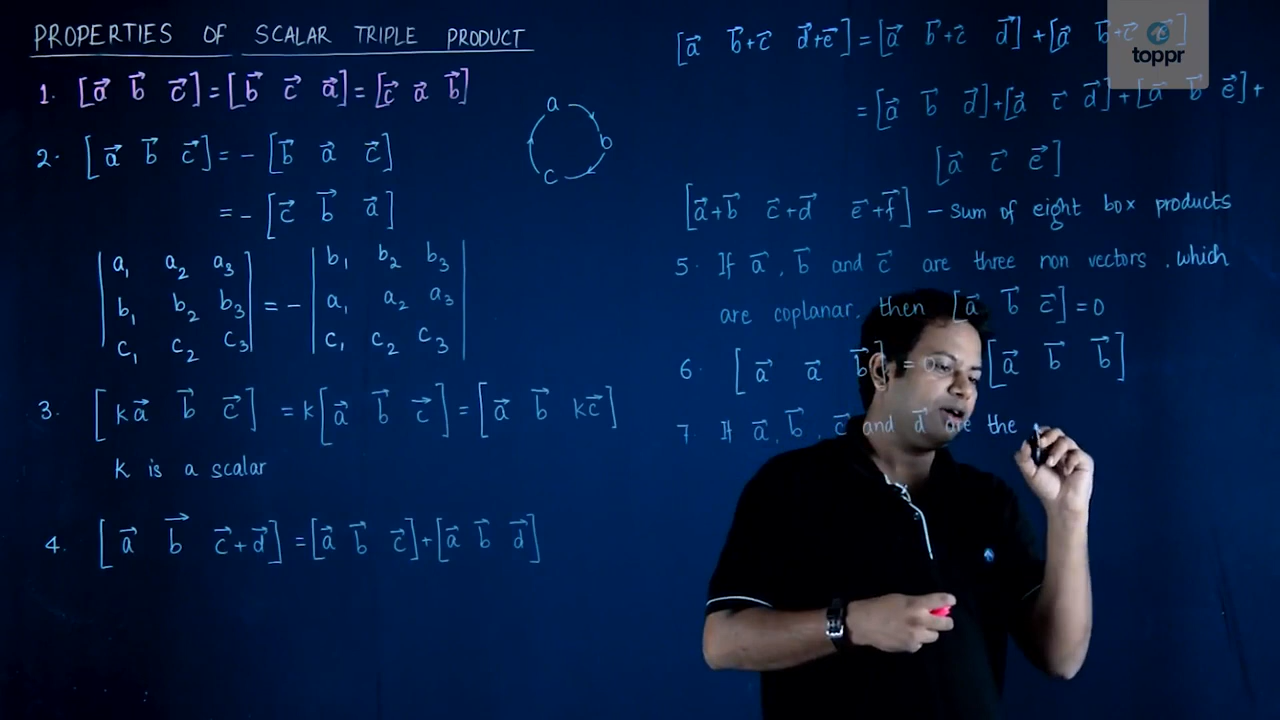 PROPERTIES OF SCALAR TRIPLE PRODUCT
1. [a⃗ b⃗ c⃗] = [b⃗ c⃗ a⃗] = [c⃗ a⃗ b⃗]
a
b
c
2. [a⃗ b⃗ c⃗] = - [b⃗ a⃗ c⃗]
= - [c⃗ b⃗ a⃗]
| a₁ a₂ a₃ | | b₁ b₂ b₃ |
| b₁ b₂ b₃ | = - | a₁ a₂ a₃ |
| c₁ c₂ c₃ | | c₁ c₂ c₃ |
3. [ka⃗ b⃗ c⃗] = k[a⃗ b⃗ c⃗] = [a⃗ b⃗ kc⃗]
k is a scalar
4. [a⃗ b⃗ c⃗+d⃗] = [a⃗ b⃗ c⃗] + [a⃗ b⃗ d⃗]
[a⃗ b⃗+c⃗ d⃗+e⃗] = [a⃗ b⃗+c⃗ d⃗] + [a⃗ b⃗+c⃗ e⃗]
toppr
= [a⃗ b⃗ d⃗] + [a⃗ c⃗ d⃗] + [a⃗ b⃗ e⃗] +
[a⃗ c⃗ e⃗]
[a⃗+b⃗ c⃗+d⃗ e⃗+f⃗] - Sum of eight box products
5. If a⃗, b⃗ and c⃗ are three non vectors, which
are coplanar, then [a⃗ b⃗ c⃗] = 0
6. [a⃗ a⃗ b⃗] = 0 = [a⃗ b⃗ b⃗]
7. If a⃗, b⃗, c⃗ and d⃗ are the